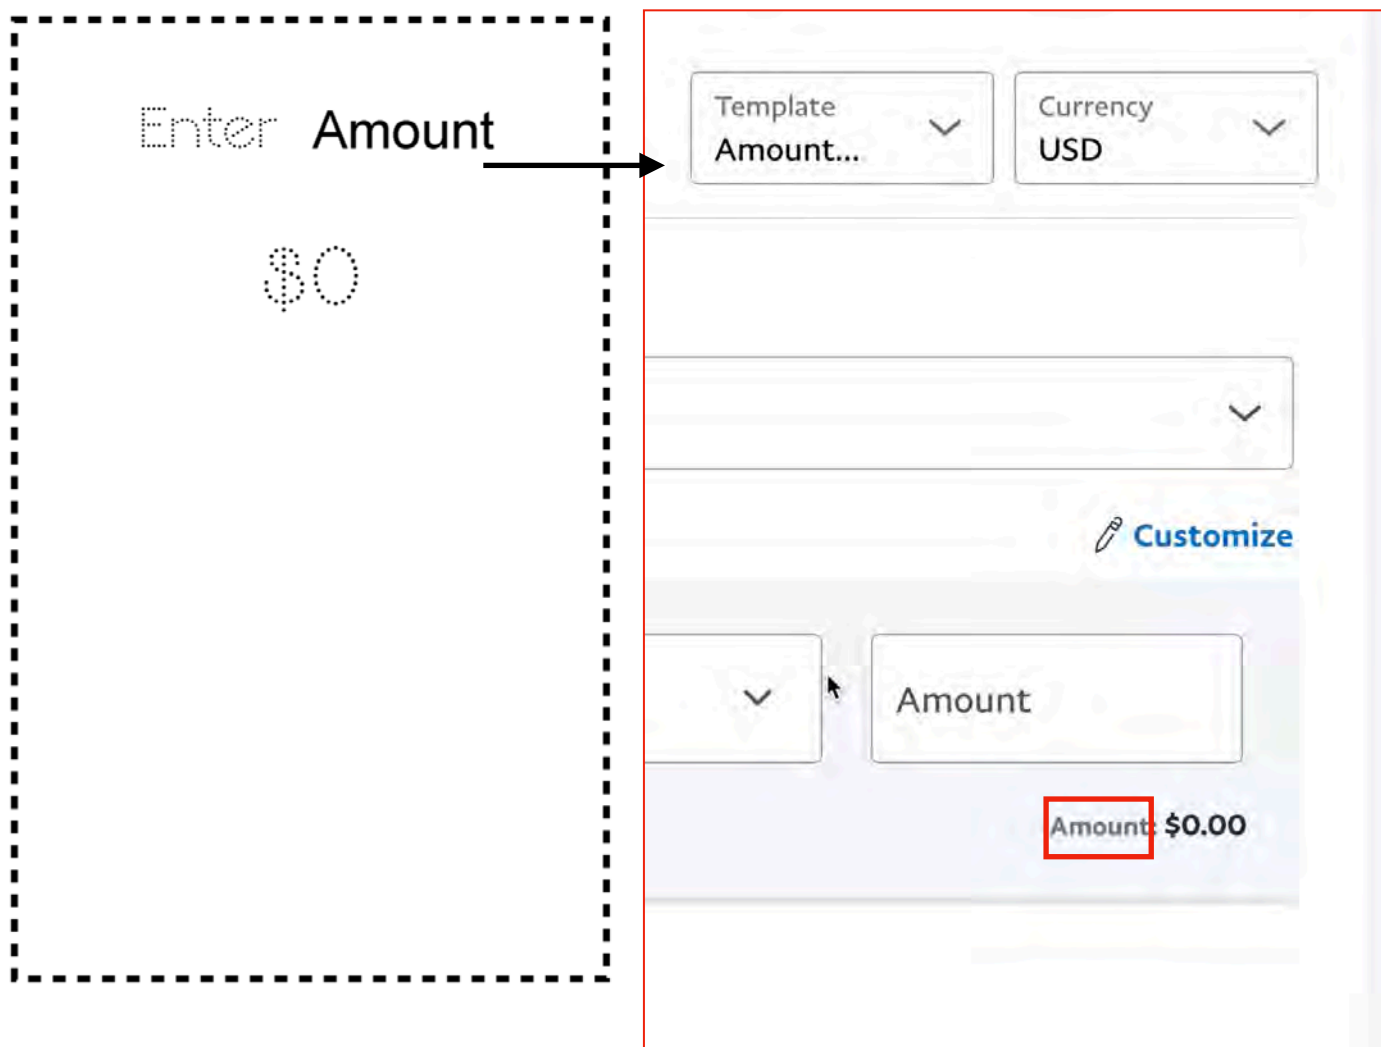 Enter Amount
$0
Template
Amount...
Currency
USD
Customize
Amount
Amount: $0.00